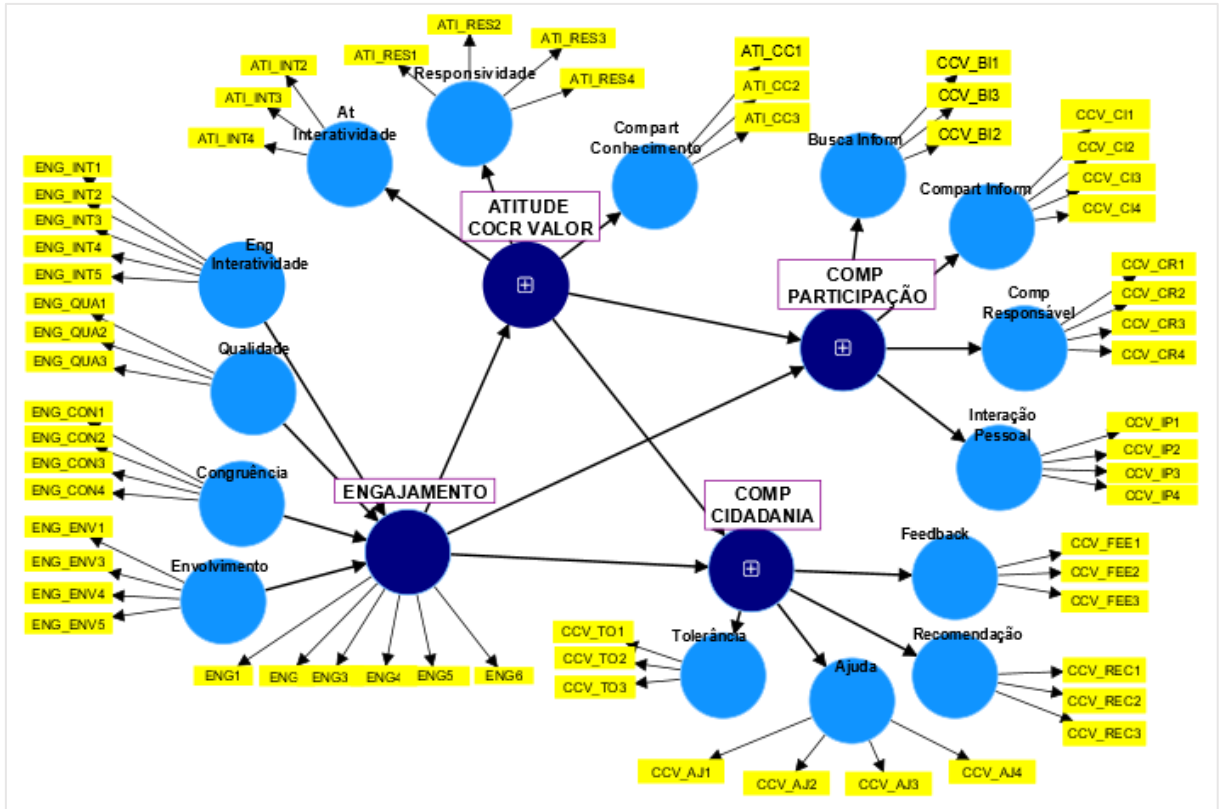 ATI_RES2
ATI_RES1
ATI_RES3
ATI_RES4
Responsividade
ATI_INT2
ATI_INT3
ATI_INT4
At
Interatividade
ATI_CC1
ATI_CC2
ATI_CC3
Compart
Conhecimento
CCV_BI1
CCV_BI3
CCV_BI2
Busca Inform
CCV_CI1
CCV_CI2
CCV_CI3
CCV_CI4
Compart Inform
ENG_INT1
ENG_INT2
ENG_INT3
ENG_INT4
ENG_INT5
Eng
Interatividade
ATITUDE
COCR VALOR
COMP
PARTICIPAÇÃO
CCV_CR1
CCV_CR2
CCV_CR3
CCV_CR4
Comp
Responsável
ENG_QUA1
ENG_QUA2
ENG_QUA3
Qualidade
Interação
Pessoal
CCV_IP1
CCV_IP2
CCV_IP3
CCV_IP4
ENG_CON1
ENG_CON2
ENG_CON3
ENG_CON4
Congruência
ENGAJAMENTO
COMP
CIDADANIA
ENG_ENV1
ENG_ENV3
ENG_ENV4
ENG_ENV5
Envolvimento
Feedback
CCV_FEE1
CCV_FEE2
CCV_FEE3
ENG1
ENG
ENG3
ENG4
ENG5
ENG6
CCV_TO1
CCV_TO2
CCV_TO3
Tolerância
Ajuda
Recomendação
CCV_REC1
CCV_REC2
CCV_REC3
CCV_AJ1
CCV_AJ2
CCV_AJ3
CCV_AJ4